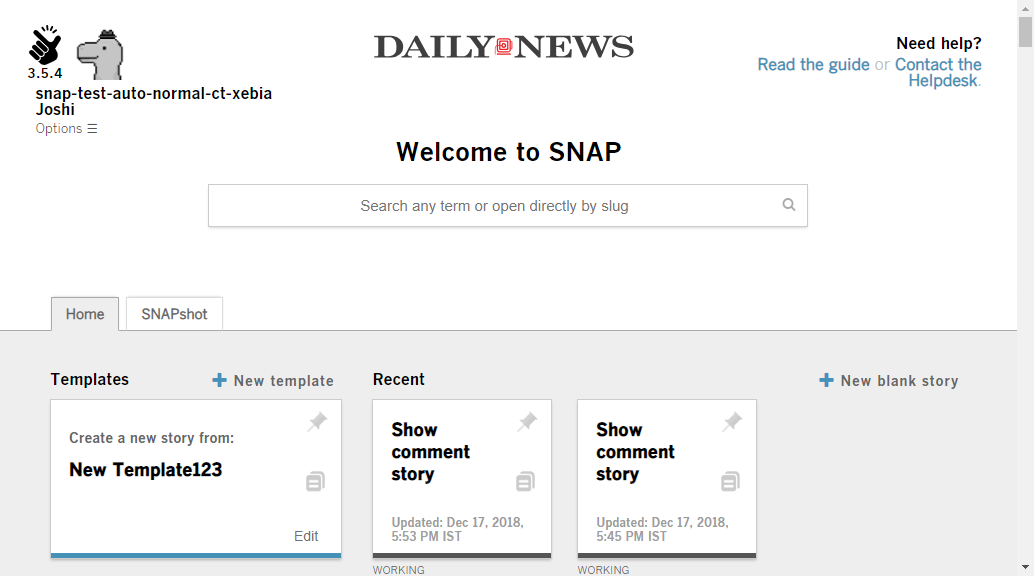 3.5.4
snap-test-auto-normal-ct-xebia
Joshi
Options ☰
DAILY NEWS
Need help?
Read the guide or Contact the
Helpdesk.
Welcome to SNAP
Search any term or open directly by slug
Home
SNAPshot
Templates
+ New template
Create a new story from:
New Template123
Edit
Recent
+ New blank story
Show
comment
story
Updated: Dec 17, 2018,
5:53 PM IST
WORKING
Show
comment
story
Updated: Dec 17, 2018,
5:45 PM IST
WORKING